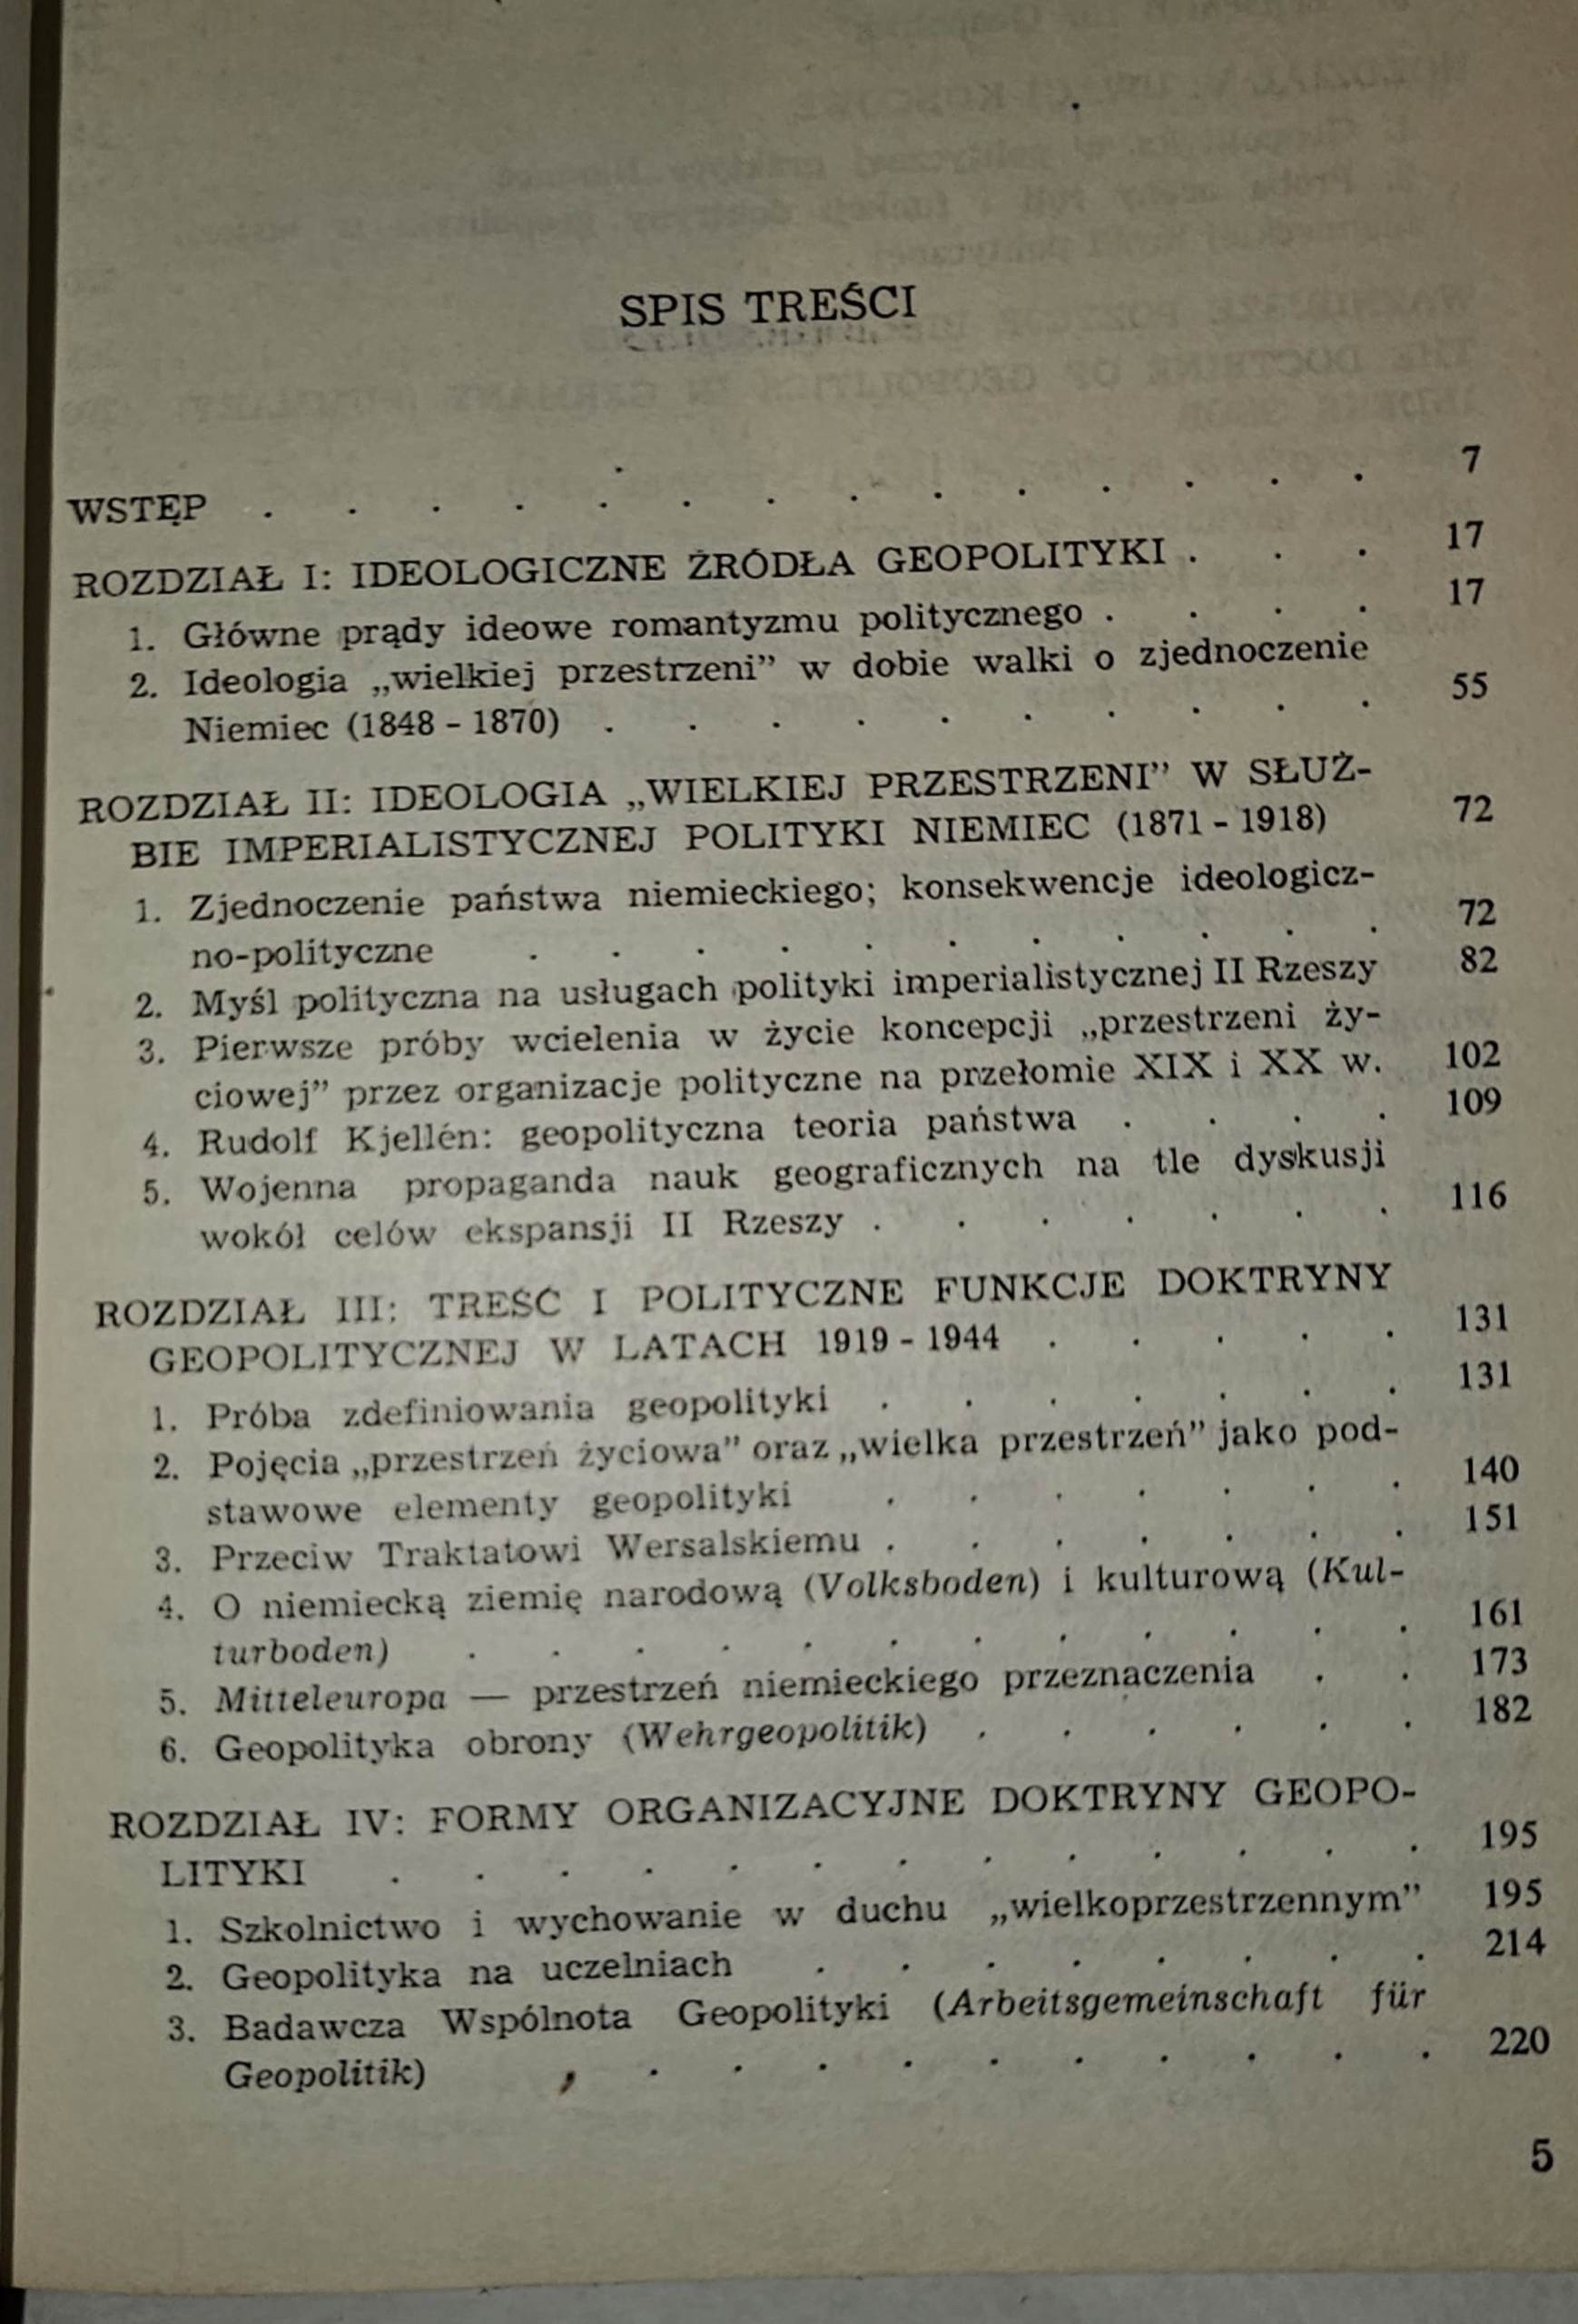 SPIS TREŚCI
WSTĘP . . . . . . . . . . . . . . 7
ROZDZIAŁ I: IDEOLOGICZNE ŹRÓDŁA GEOPOLITYKI . . . 17
1. Główne prądy ideowe romantyzmu politycznego . . . . 17
2. Ideologia „wielkiej przestrzeni” w dobie walki o zjednoczenie
Niemiec (1848 - 1870) . . . . . . . . . . 55
ROZDZIAŁ II: IDEOLOGIA „WIELKIEJ PRZESTRZENI” W SŁUŻ-
BIE IMPERIALISTYCZNEJ POLITYKI NIEMIEC (1871 - 1918) 72
1. Zjednoczenie państwa niemieckiego; konsekwencje ideologicz-
no-polityczne . . . . . . . . . . . 72
2. Myśl polityczna na usługach polityki imperialistycznej II Rzeszy 82
3. Pierwsze próby wcielenia w życie koncepcji „przestrzeni ży-
ciowej” przez organizacje polityczne na przełomie XIX i XX w. 102
4. Rudolf Kjellén: geopolityczna teoria państwa . . . . 109
5. Wojenna propaganda nauk geograficznych na tle dyskusji
wokół celów ekspansji II Rzeszy . . . . . . . 116
ROZDZIAŁ III: TREŚĆ I POLITYCZNE FUNKCJE DOKTRYNY
GEOPOLITYCZNEJ W LATACH 1919 - 1944 . . . . . 131
1. Próba zdefiniowania geopolityki . . . . . . . 131
2. Pojęcia „przestrzeń życiowa” oraz „wielka przestrzeń” jako pod-
stawowe elementy geopolityki . . . . . . . 140
3. Przeciw Traktatowi Wersalskiemu . . . . . . . 151
4. O niemiecką ziemię narodową (Volksboden) i kulturową (Kul-
turboden) . . . . . . . . . . . . 161
5. Mitteleuropa — przestrzeń niemieckiego przeznaczenia . . 173
6. Geopolityka obrony (Wehrgeopolitik) . . . . . . 182
ROZDZIAŁ IV: FORMY ORGANIZACYJNE DOKTRYNY GEOPO-
LITYKI . . . . . . . . . . . . . 195
1. Szkolnictwo i wychowanie w duchu „wielkoprzestrzennym” 195
2. Geopolityka na uczelniach . . . . . . . . 214
3. Badawcza Wspólnota Geopolityki (Arbeitsgemeinschaft für
Geopolitik) . . . . . . . . . . . 220
5